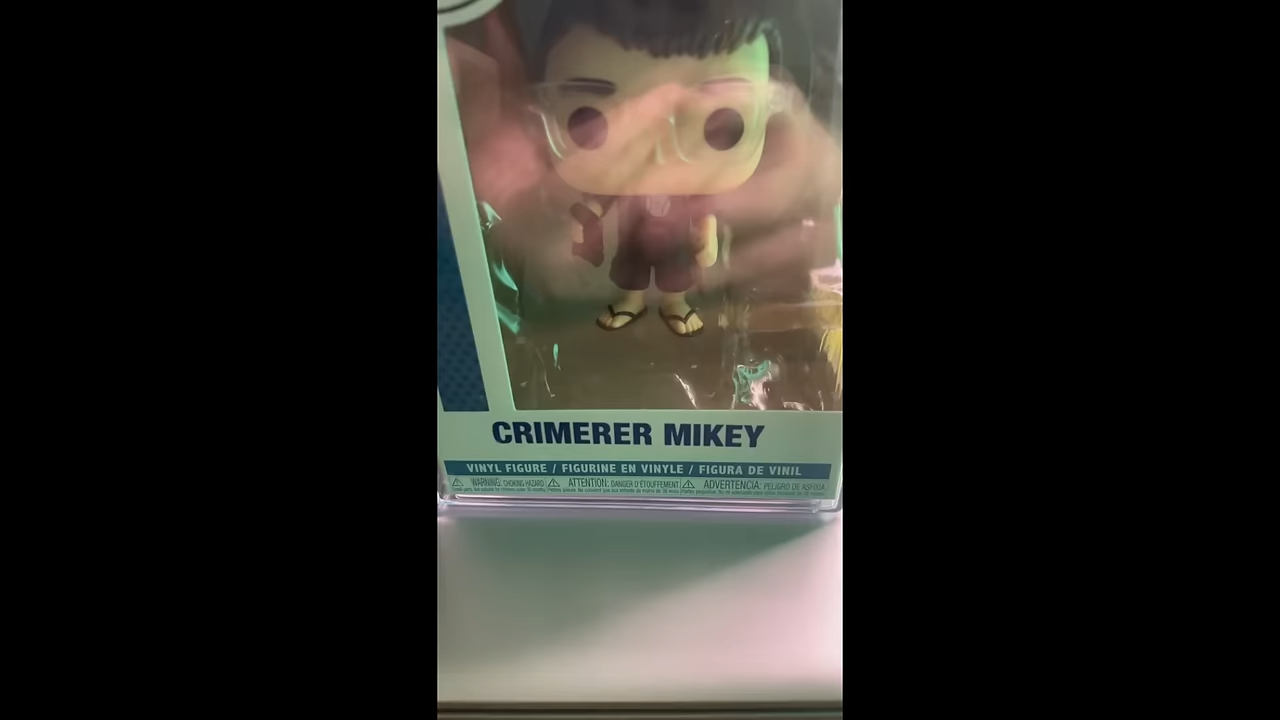 CRIMERER MIKEY
VINYL FIGURE / FIGURINE EN VINYLE / FIGURA DE VINIL
WARNING: CHOKING HAZARD ATTENTION: DANGER D'ÉTOUFFEMENT ADVERTENCIA: PELIGRO DE ASFIXIA